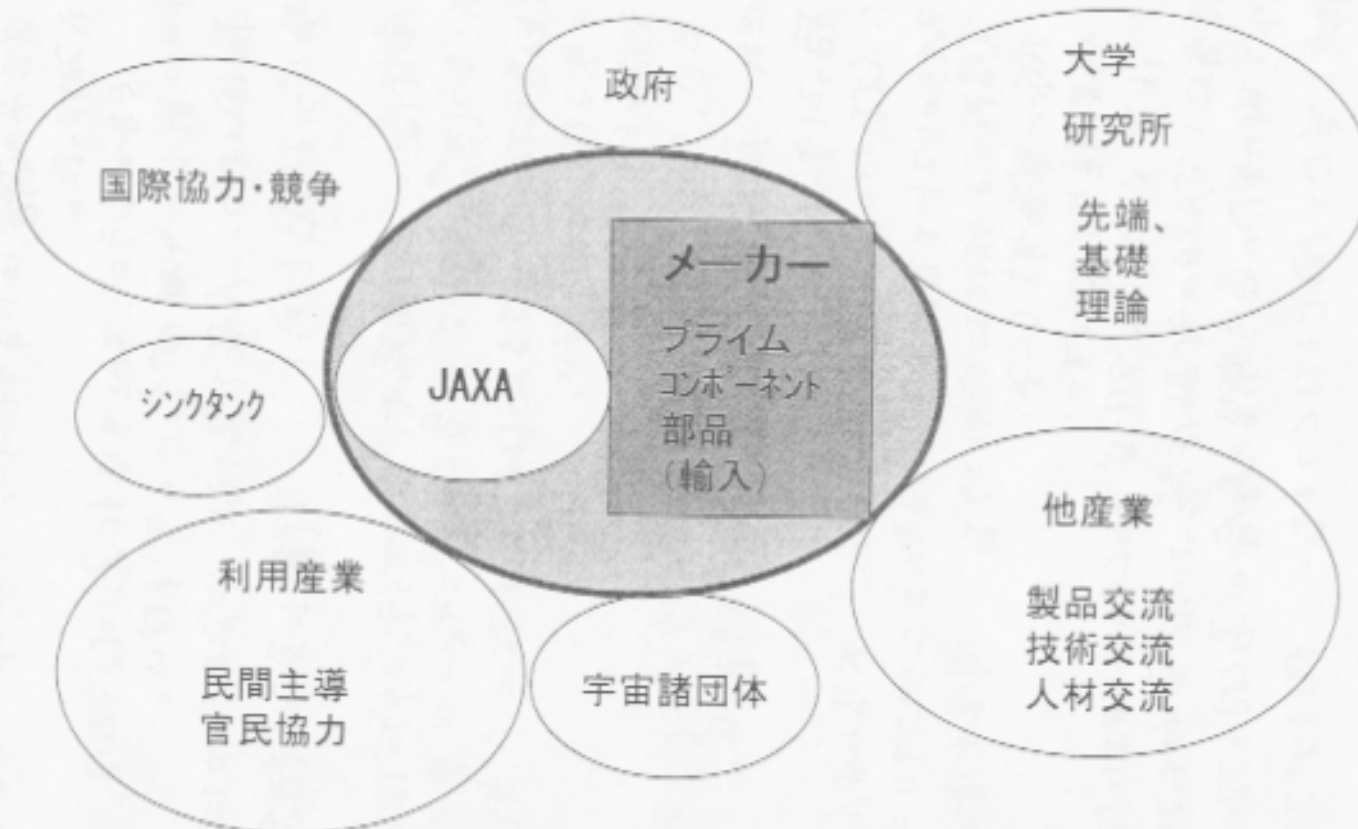 政府
大学
研究所
先端、
基礎
理論
国際協力・競争
メーカー
プライム
コンポーネント
部品
(輸入)
JAXA
シンクタンク
他産業
製品交流
技術交流
人材交流
利用産業
民間主導
官民協力
宇宙諸団体